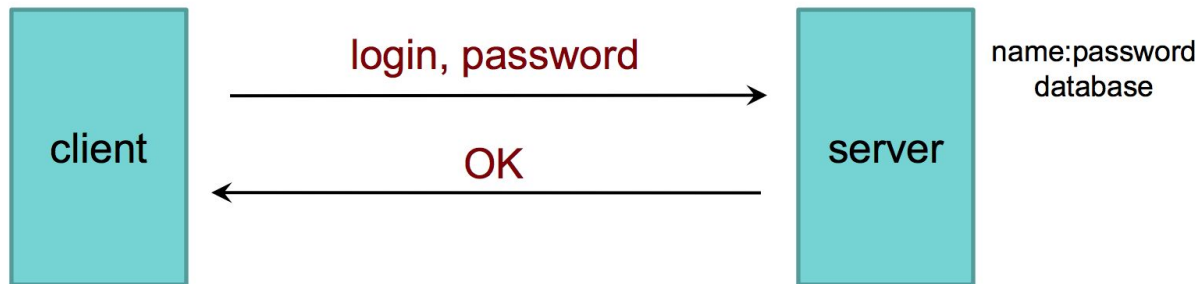 login, password
name:password
database
client
OK
server